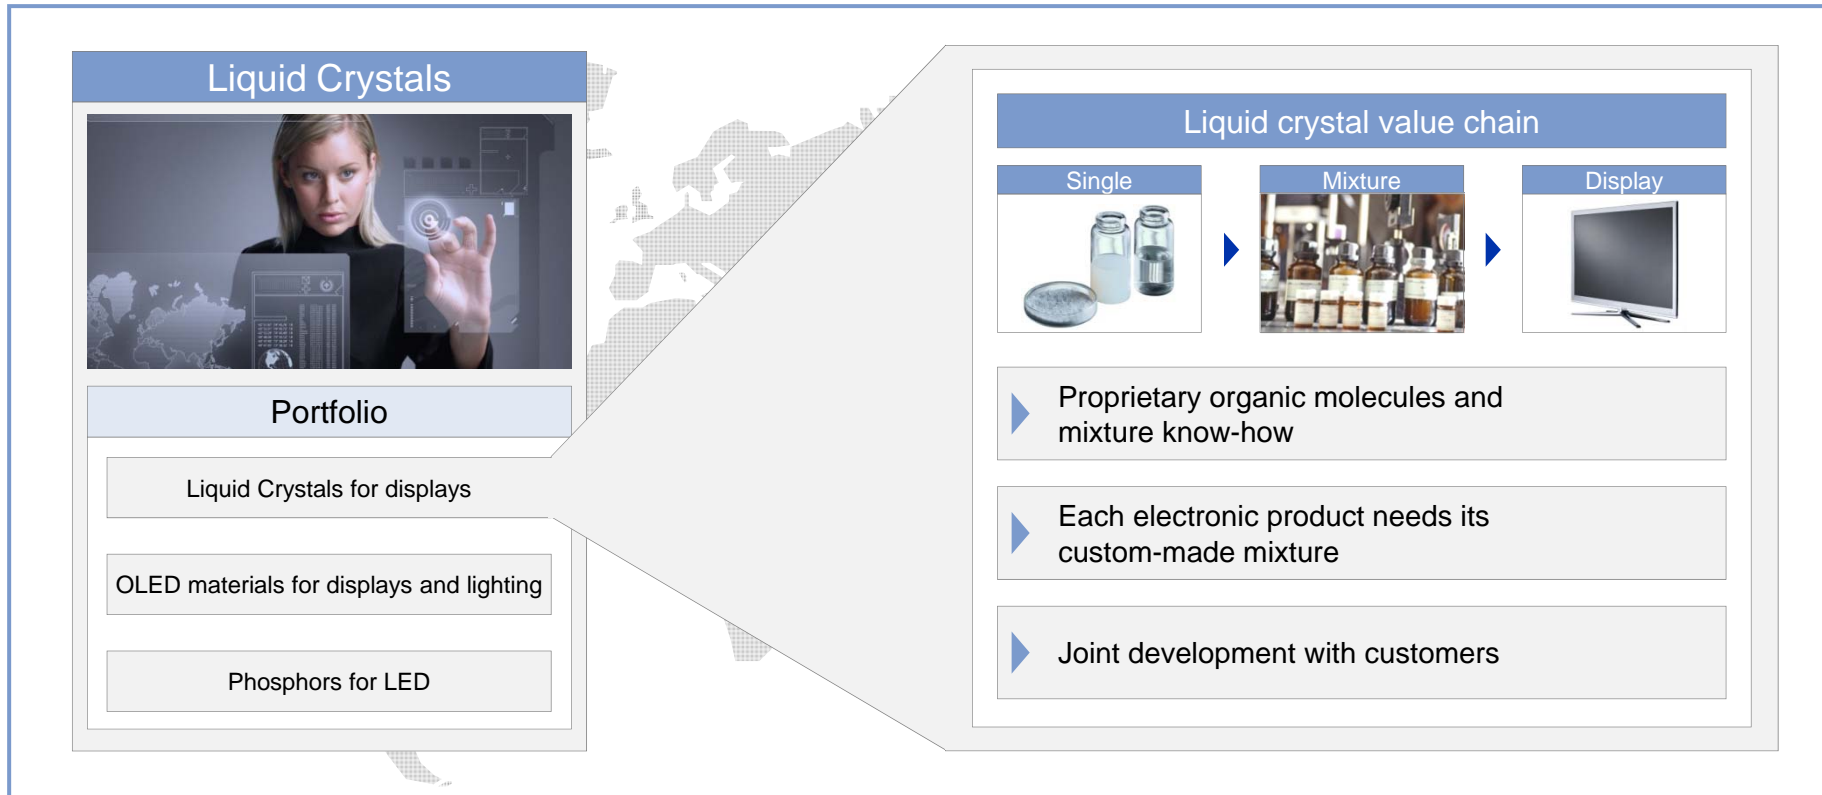 Liquid Crystals
Portfolio
Liquid Crystals for displays
OLED materials for displays and lighting
Phosphors for LED
Liquid crystal value chain
Single
Mixture
Display
Proprietary organic molecules and
mixture know-how
Each electronic product needs its
custom-made mixture
Joint development with customers